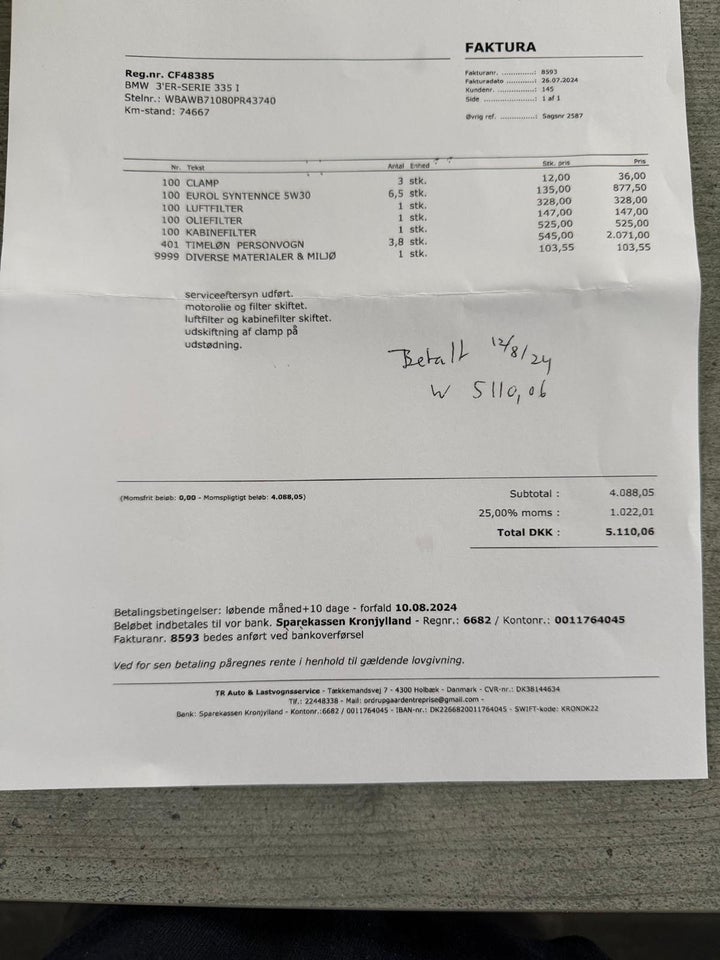 FAKTURA
Reg.nr. CF48385
BMW 3'ER-SERIE 335 I
Stelnr.: WBAWB71080PR43740
Km-stand: 74667
Fakturanr. ..............: 8593
Fakturadato ..........: 26.07.2024
Kundenr. ...............: 145
Side .....................: 1 af 1
Øvrig ref. ..............: Sagsnr 2587
Nr. Tekst Antal Enhed Stk. pris Pris
100 CLAMP 3 stk. 12,00 36,00
100 EUROL SYNTENNCE 5W30 6,5 stk. 135,00 877,50
100 LUFTFILTER 1 stk. 328,00 328,00
100 OLIEFILTER 1 stk. 147,00 147,00
100 KABINEFILTER 1 stk. 525,00 525,00
401 TIMELØN PERSONVOGN 3,8 stk. 545,00 2.071,00
9999 DIVERSE MATERIALER & MILJØ 1 stk. 103,55 103,55
serviceeftersyn udført.
motorolie og filter skiftet.
luftfilter og kabinefilter skiftet.
udskiftning af clamp på
udstødning.
Betalt 12/8/24
5110,06
(Momsfrit beløb: 0,00 - Momspligtigt beløb: 4.088,05)
Subtotal : 4.088,05
25,00% moms : 1.022,01
Total DKK : 5.110,06
Betalingsbetingelser: løbende måned+10 dage - forfald 10.08.2024
Beløbet indbetales til vor bank. Sparekassen Kronjylland - Regnr.: 6682 / Kontonr.: 0011764045
Fakturanr. 8593 bedes anført ved bankoverførsel
Ved for sen betaling påregnes rente i henhold til gældende lovgivning.
TR Auto & Lastvognsservice - Tækkemandsvej 7 - 4300 Holbæk - Danmark - CVR-nr.: DK38144634
Tlf.: 22448338 - Mail: ordrupgaardentreprise@gmail.com -
Bank: Sparekassen Kronjylland - Kontonr.:6682 / 0011764045 - IBAN-nr.: DK2266820011764045 - SWIFT-kode: KRONDK22